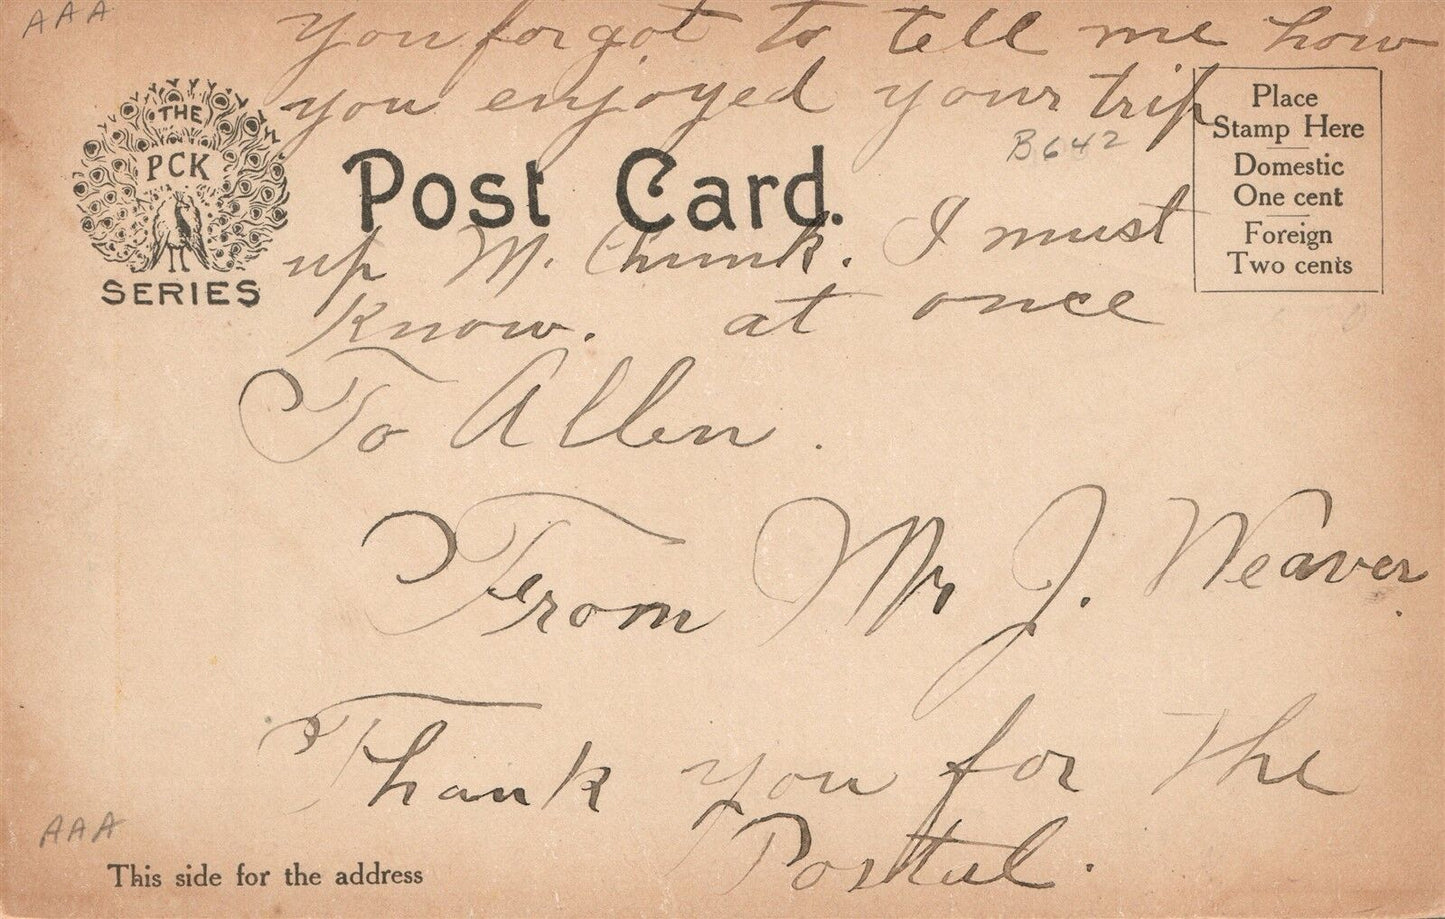 AAA
You forgot to tell me how
you enjoyed your trip
B642
THE
PCK
SERIES
Post Card.
Place
Stamp Here
Domestic
One cent
Foreign
Two cents
up M. Chunk. I must
Know. at once
To Allen.
From Mr J. Weaver.
Thank you for the
Postal.
AAA
This side for the address